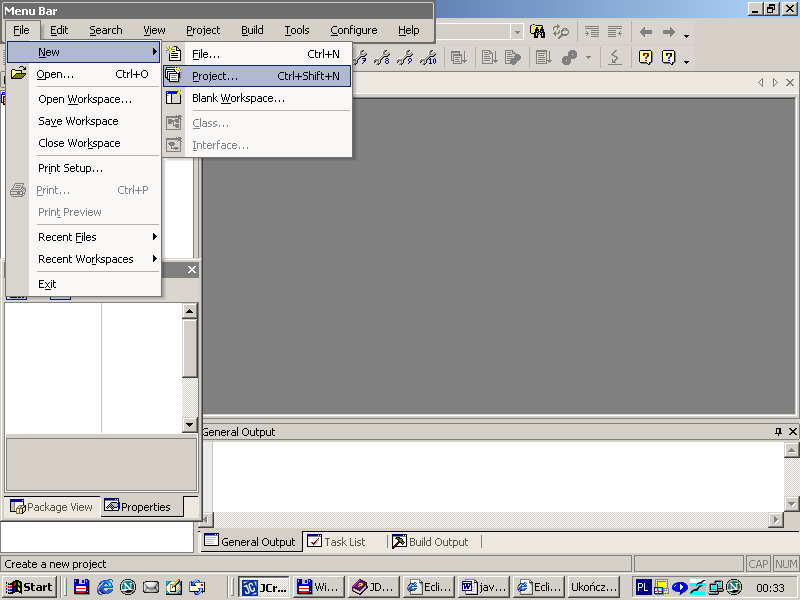 Menu Bar
File Edit Search View Project Build Tools Configure Help
New
Open... Ctrl+O
Open Workspace...
Save Workspace
Close Workspace
Print Setup...
Print... Ctrl+P
Print Preview
Recent Files
Recent Workspaces
Exit
File... Ctrl+N
Project... Ctrl+Shift+N
Blank Workspace...
Class...
Interface...
General Output
Package View Properties
General Output Task List Build Output
Create a new project
CAP NUM
Start JCr... Wi... JD... Ecli... jav... Ecli... Ukończ... PL 00:33